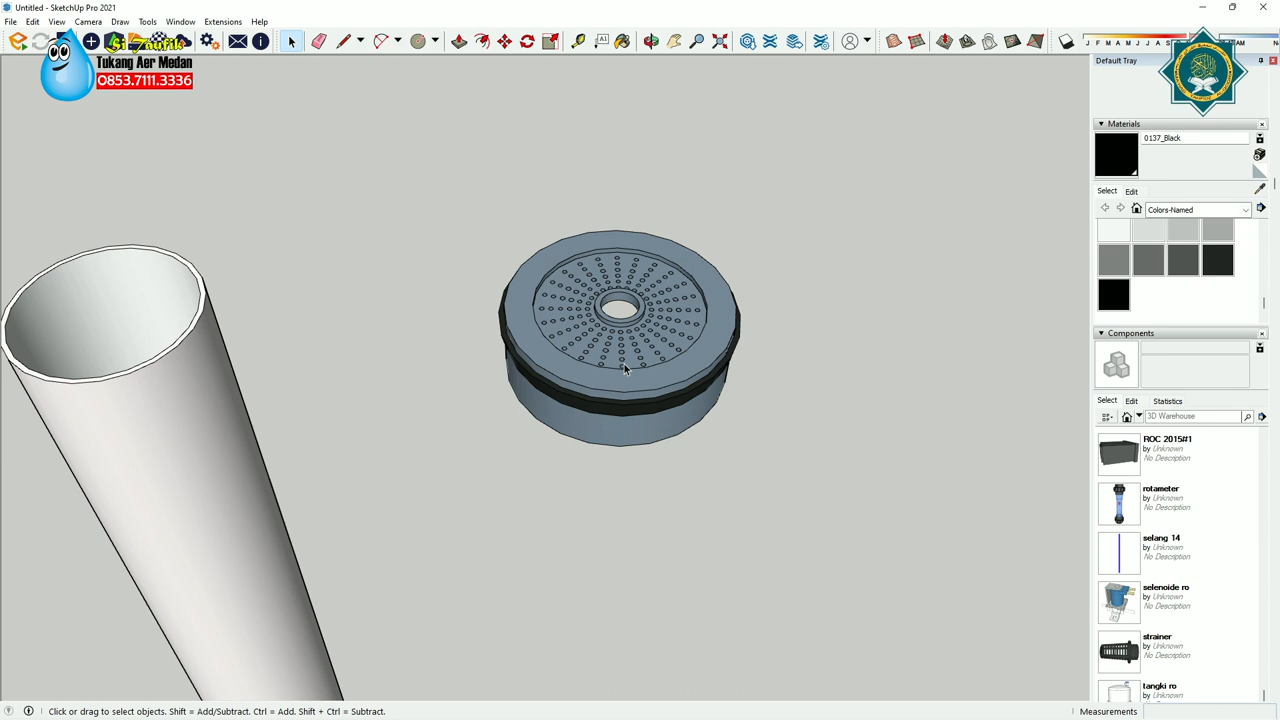 Untitled - SketchUp Pro 2021
File Edit View Camera Draw Tools Window Extensions Help
Si Taufik
Tukang Aer Medan
0853.7111.3336
J F M A M J J A S O N D
AM
Default Tray
Materials
0137_Black
Select Edit
Colors-Named
Components
Select Edit Statistics
3D Warehouse
ROC 2015#1
by Unknown
No Description
rotameter
by Unknown
No Description
selang 14
by Unknown
No Description
selenoide ro
by Unknown
No Description
strainer
by Unknown
No Description
tangki ro
by Unknown
Click or drag to select objects. Shift = Add/Subtract. Ctrl = Add. Shift + Ctrl = Subtract.
Measurements